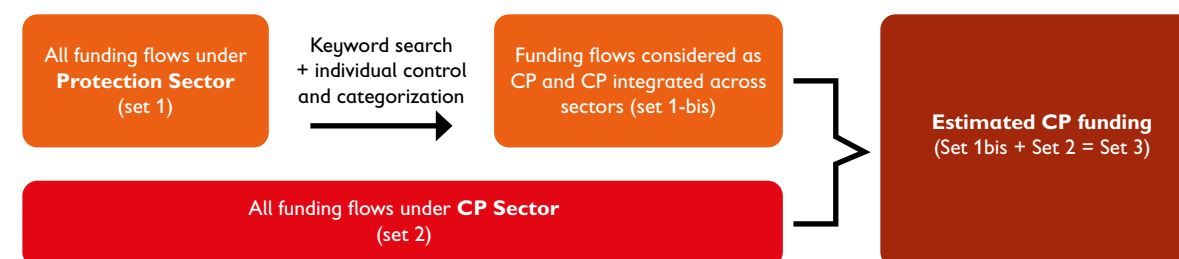 All funding flows under
Protection Sector
(set 1)
Keyword search
+ individual control
and categorization
Funding flows considered as
CP and CP integrated across
sectors (set 1-bis)
All funding flows under CP Sector
(set 2)
Estimated CP funding
(Set 1bis + Set 2 = Set 3)